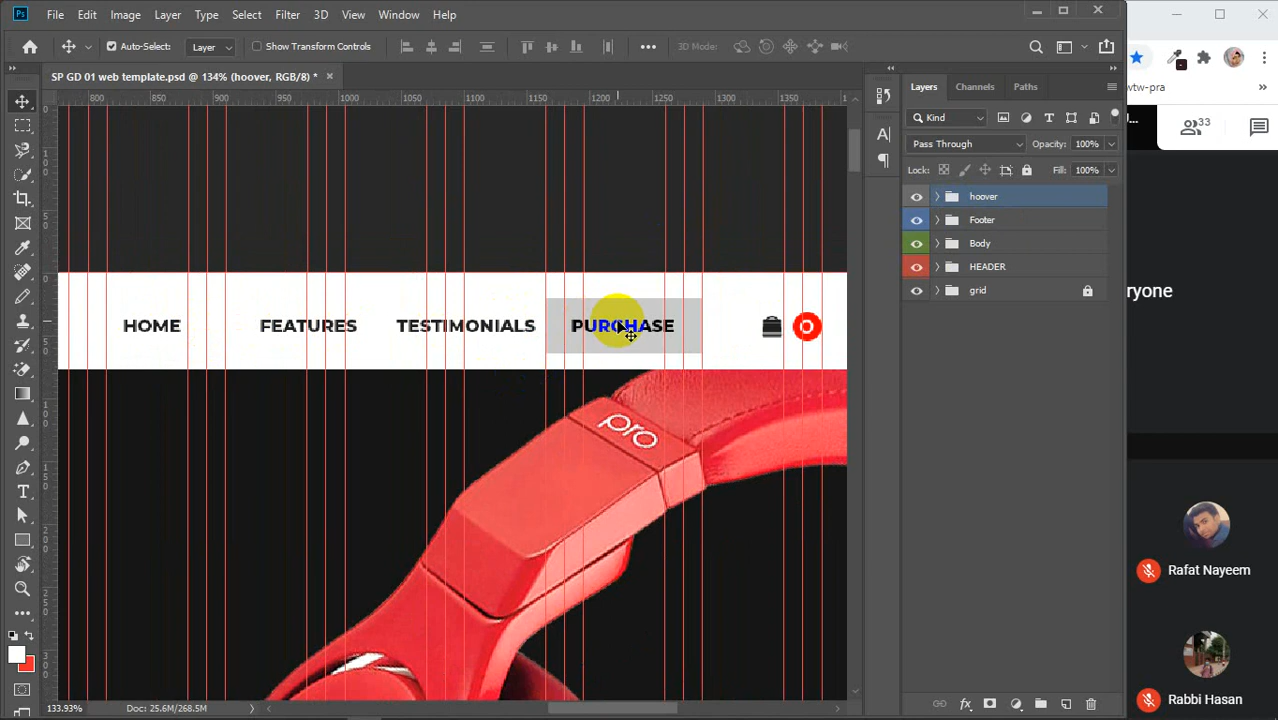 File Edit Image Layer Type Select Filter 3D View Window Help
Auto-Select: Layer Show Transform Controls 3D Mode:
SP GD 01 web template.psd @ 134% (hoover, RGB/8) *
800 850 900 950 1000 1050 1100 1150 1200 1250 1300 1350
HOME FEATURES TESTIMONIALS PURCHASE
pro
133.93% Doc: 25.6M/268.5M
Layers Channels Paths
Kind
Pass Through Opacity: 100%
Lock: Fill: 100%
hoover
Footer
Body
HEADER
grid
wtw-pra
33
ryone
Rafat Nayeem
Rabbi Hasan